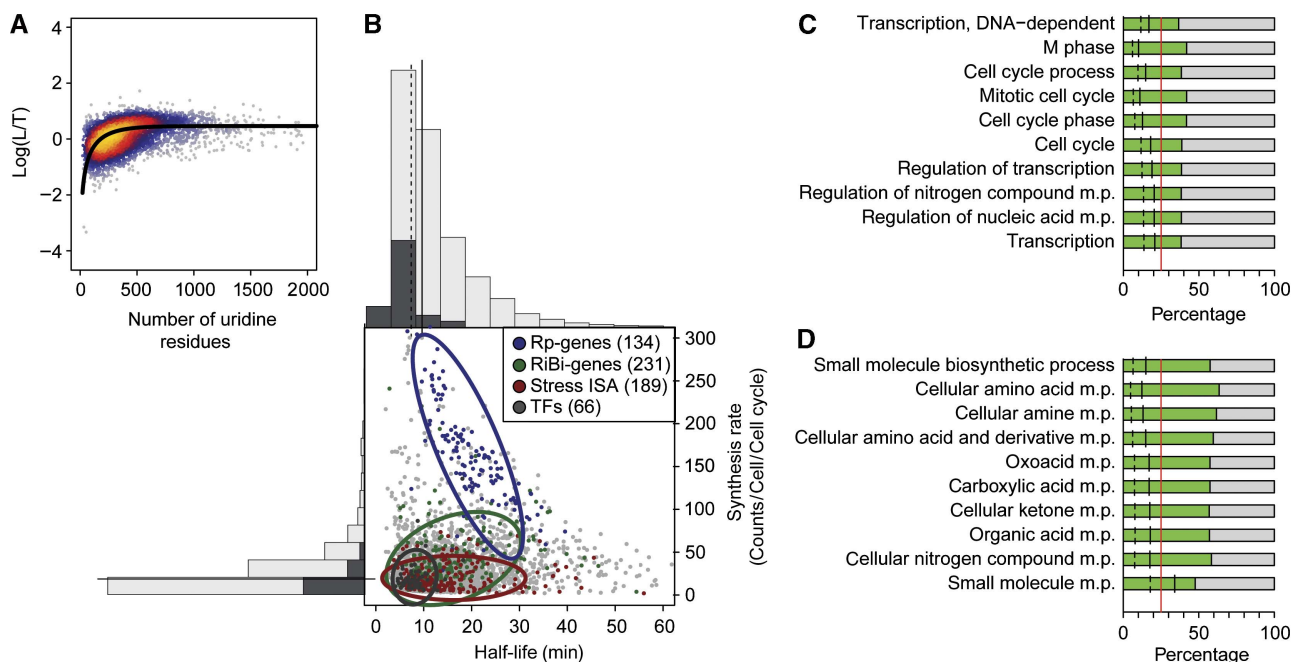 A
Log(L/T)
4
2
0
−2
−4
0 500 1000 1500 2000
Number of uridine
residues
B
Rp-genes (134)
RiBi-genes (231)
Stress ISA (189)
TFs (66)
300
250
200
150
100
50
0
Synthesis rate
(Counts/Cell/Cell cycle)
0 10 20 30 40 50 60
Half-life (min)
C
Transcription, DNA−dependent
M phase
Cell cycle process
Mitotic cell cycle
Cell cycle phase
Cell cycle
Regulation of transcription
Regulation of nitrogen compound m.p.
Regulation of nucleic acid m.p.
Transcription
0 50 100
Percentage
D
Small molecule biosynthetic process
Cellular amino acid m.p.
Cellular amine m.p.
Cellular amino acid and derivative m.p.
Oxoacid m.p.
Carboxylic acid m.p.
Cellular ketone m.p.
Organic acid m.p.
Cellular nitrogen compound m.p.
Small molecule m.p.
0 50 100
Percentage